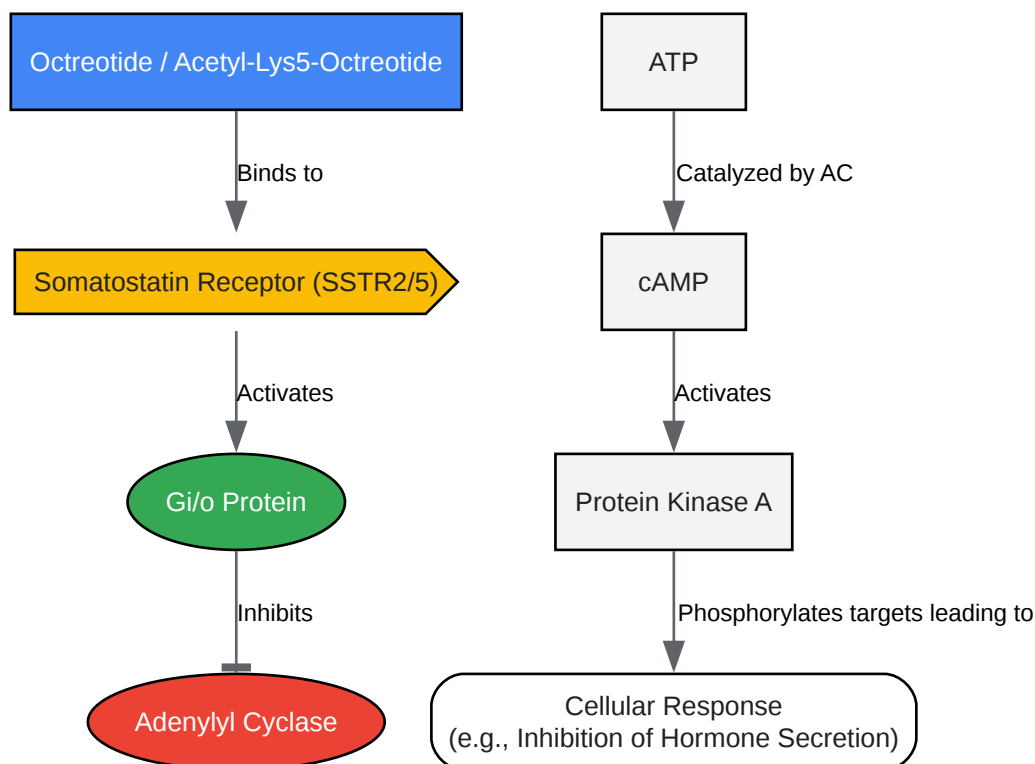 Octreotide / Acetyl-Lys5-Octreotide
Binds to
Somatostatin Receptor (SSTR2/5)
Activates
Gi/o Protein
Inhibits
Adenylyl Cyclase
ATP
Catalyzed by AC
cAMP
Activates
Protein Kinase A
Phosphorylates targets leading to
Cellular Response
(e.g., Inhibition of Hormone Secretion)